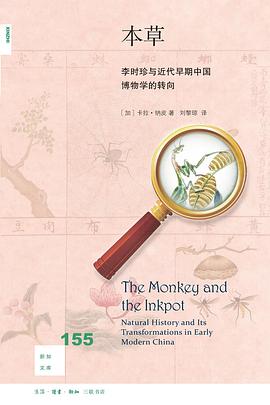 XINZHI
本草
李时珍与近代早期中国
博物学的转向
［加］卡拉·纳皮 著 刘黎琼 译
The Monkey and
the Inkpot
Natural History and Its
Transformations in Early
Modern China
155
新知
文库
生活·讀書·新知 三联书店